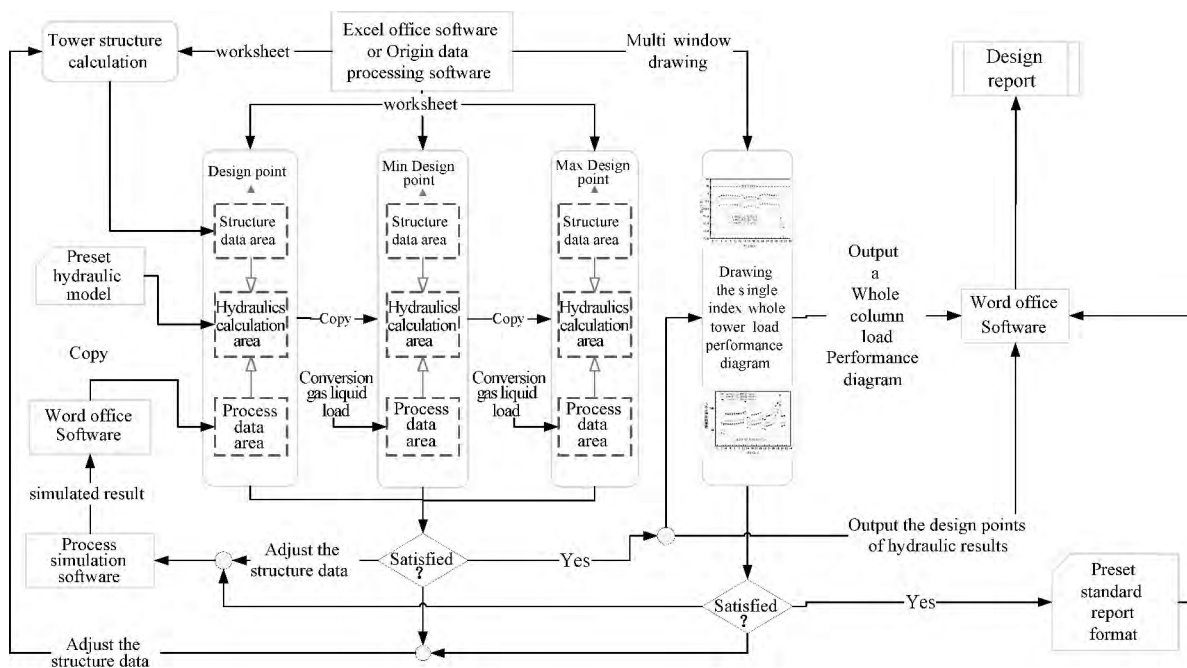 Tower structure
calculation
worksheet
Excel office software
or Origin data
processing software
Multi window
drawing
Design
report
worksheet
Design point
Min Design
point
Max Design
point
Structure
data area
Structure
data area
Structure
data area
Preset
hydraulic
model
Hydraulics
calculation
area
Copy
Hydraulics
calculation
area
Copy
Hydraulics
calculation
area
Drawing
the single
index whole
tower load
performance
diagram
Output
a
Whole
column
load
Performance
diagram
Word office
Software
Copy
Word office
Software
Process
data area
Conversion
gas liquid
load
Process
data area
Conversion
gas liquid
load
Process
data area
simulated result
Process
simulation
software
Adjust the
structure data
Satisfied
?
Yes
Output the design points
of hydraulic results
Satisfied
?
Yes
Preset
standard
report
format
Adjust the
structure data